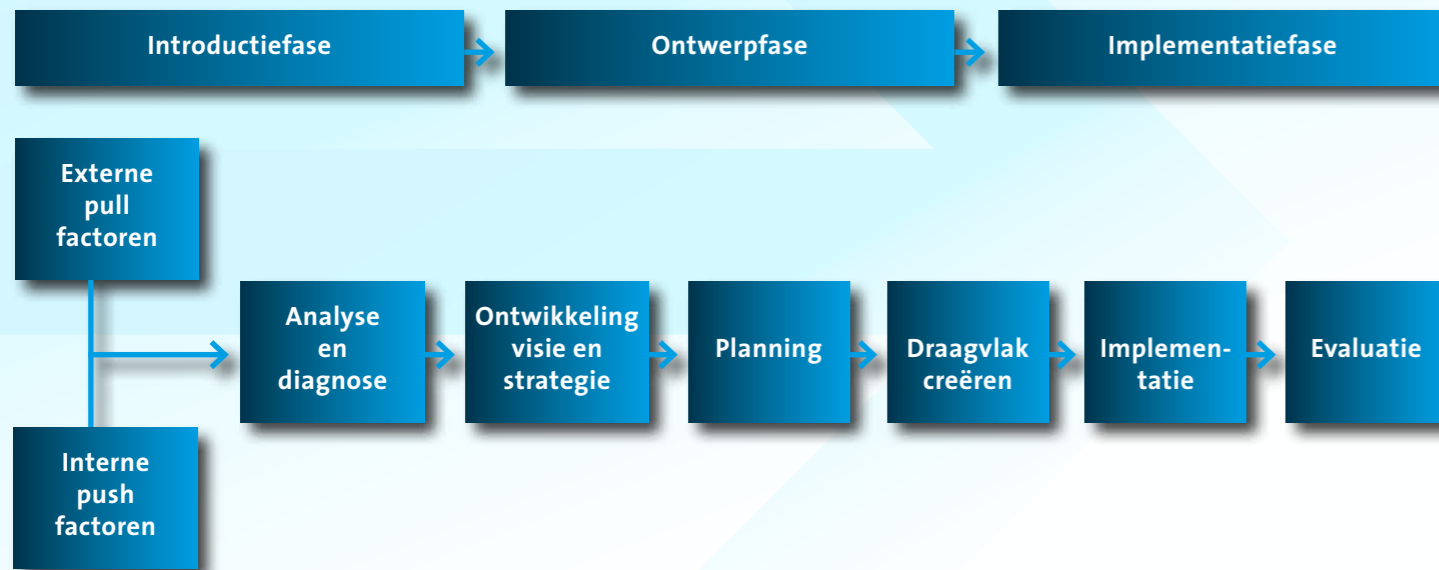 Introductiefase
Ontwerpfase
Implementatiefase
Externe
pull
factoren
Interne
push
factoren
Analyse
en
diagnose
Ontwikkeling
visie en
strategie
Planning
Draagvlak
creëren
Implemen-
tatie
Evaluatie